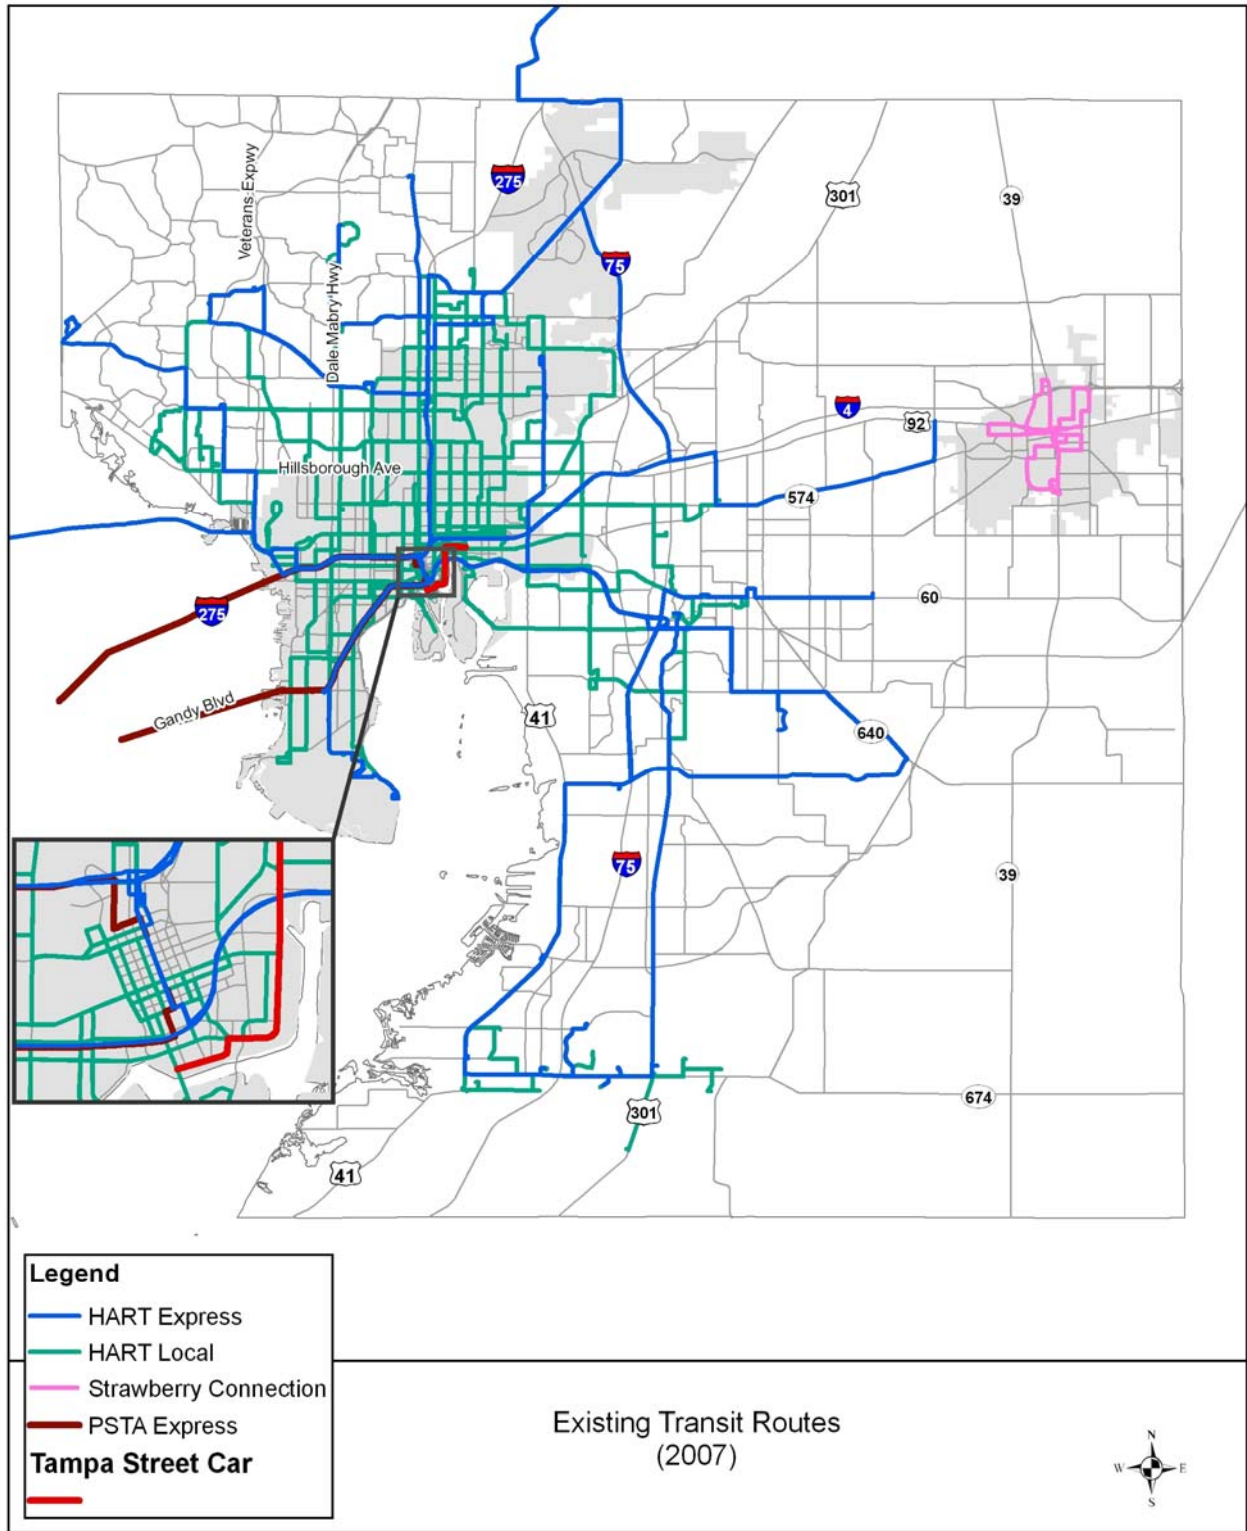 275
Veterans Expwy
301
39
Dale Mabry Hwy
75
4
92
Hillsborough Ave
574
60
275
Gandy Blvd
41
640
75
39
674
301
41
Legend
HART Express
HART Local
Strawberry Connection
PSTA Express
Tampa Street Car
Existing Transit Routes
(2007)
N
W E
S